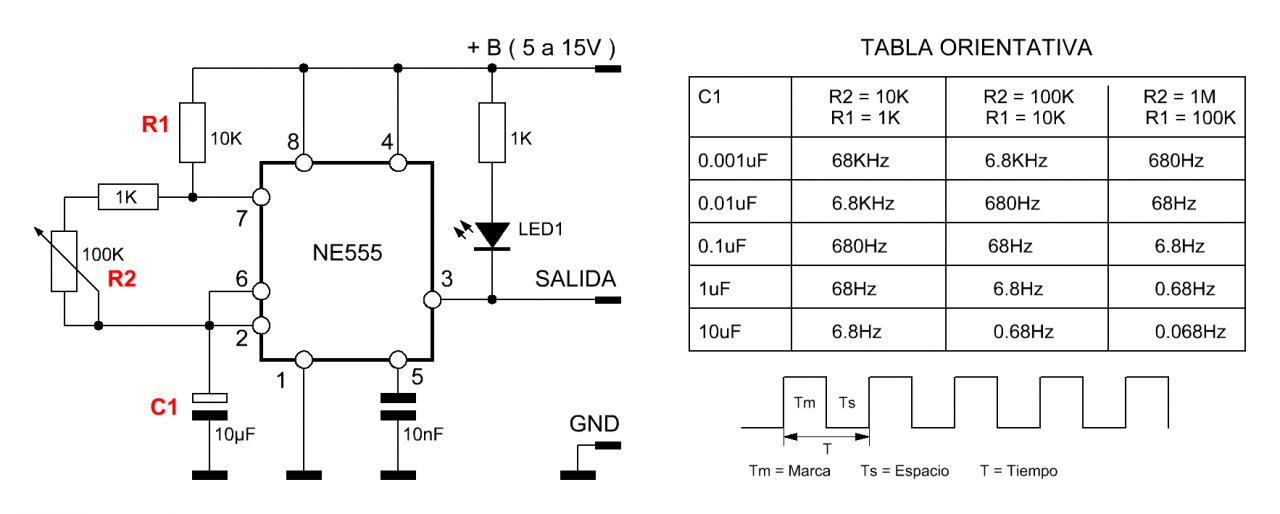 + B ( 5 a 15V )
R1
10K
8
4
1K
1K
7
LED1
NE555
100K
R2
6
3
SALIDA
2
1
5
C1
10µF
10nF
GND
TABLA ORIENTATIVA
C1
R2 = 10K
R1 = 1K
R2 = 100K
R1 = 10K
R2 = 1M
R1 = 100K
0.001uF 68KHz 6.8KHz 680Hz
0.01uF 6.8KHz 680Hz 68Hz
0.1uF 680Hz 68Hz 6.8Hz
1uF 68Hz 6.8Hz 0.68Hz
10uF 6.8Hz 0.68Hz 0.068Hz
Tm Ts
T
Tm = Marca Ts = Espacio T = Tiempo